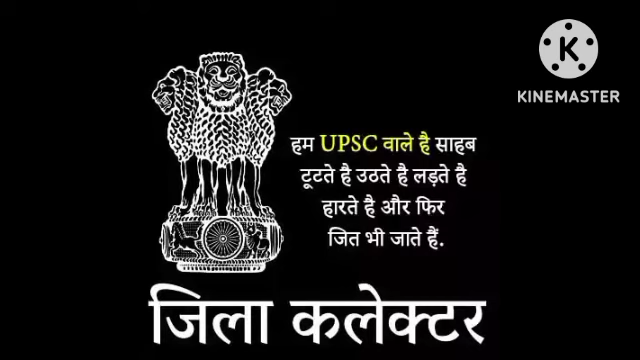 K
KINEMASTER
हम UPSC वाले है साहब
टूटते है उठते है लड़ते है
हारते है और फिर
जित भी जाते हैं.
जिला कलेक्टर